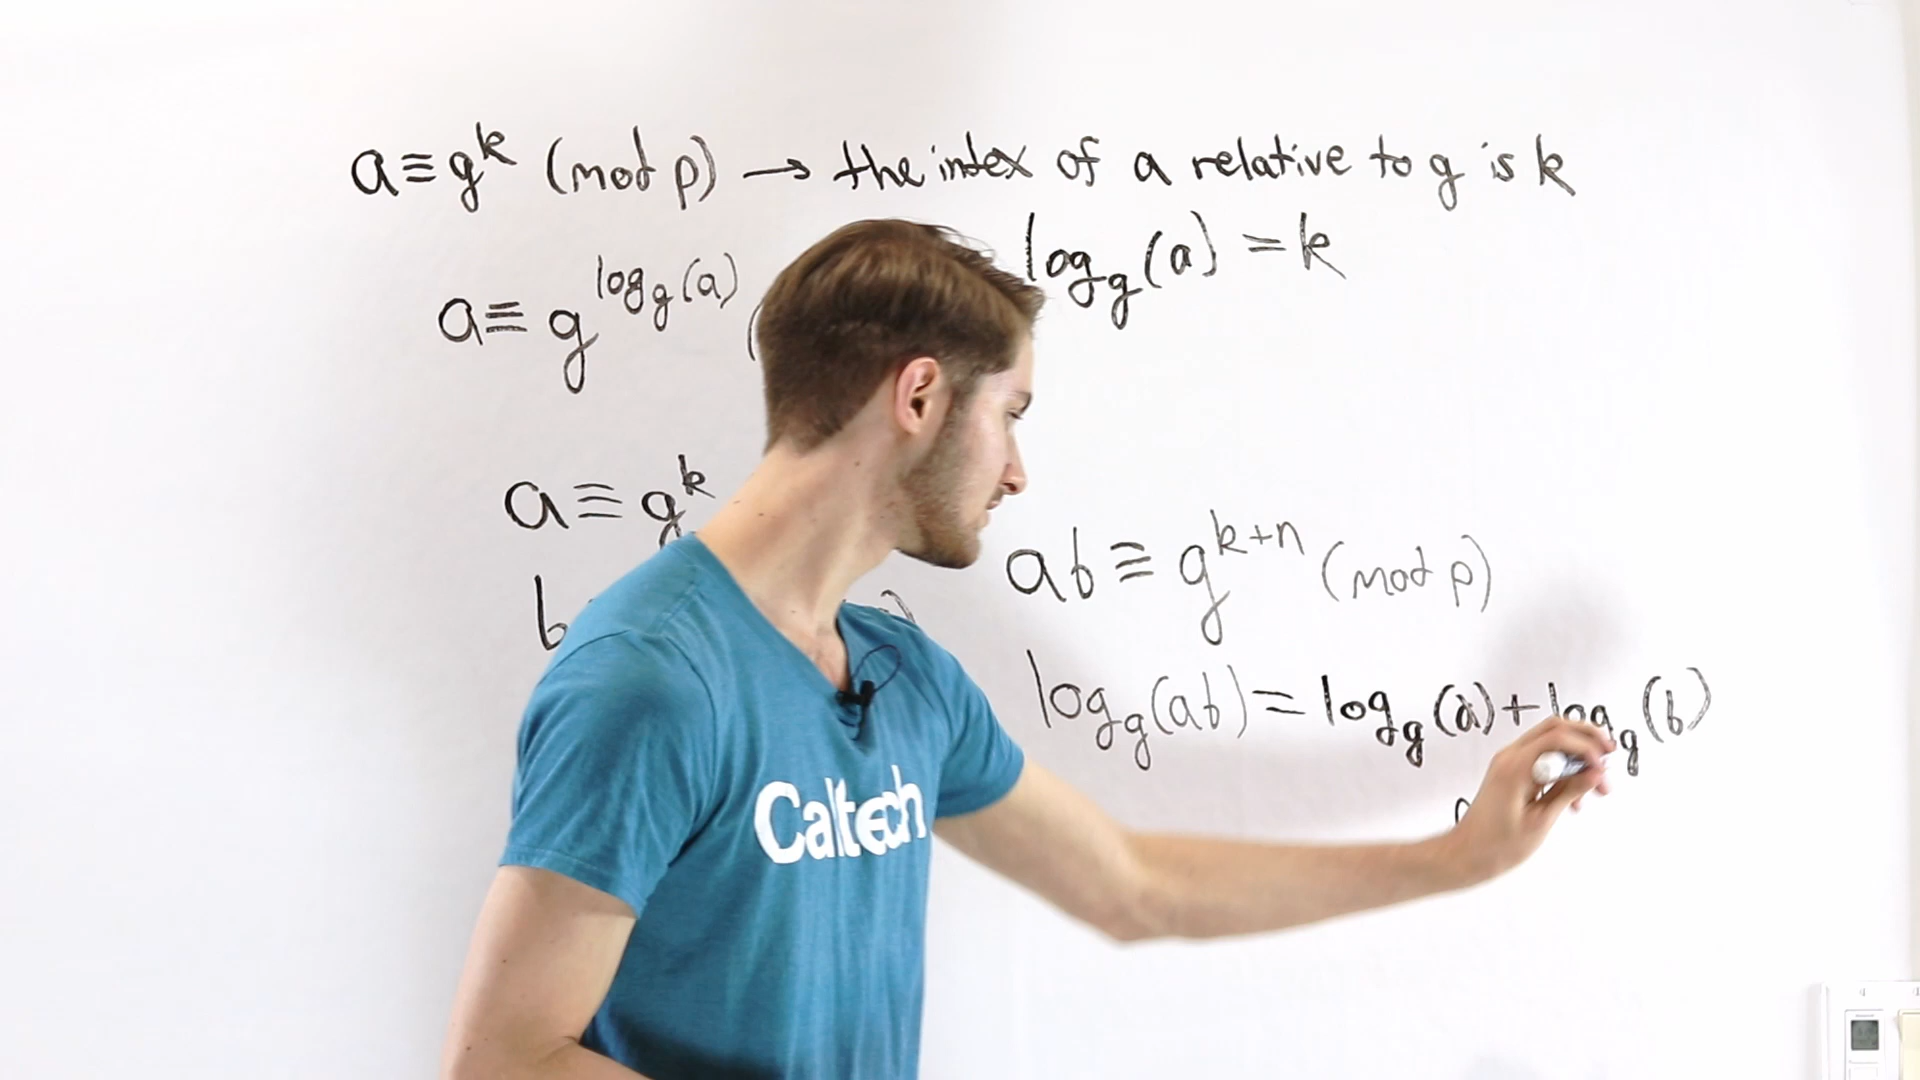 a ≡ g^k (mod p) → the index of a relative to g is k
log_g(a) = k
a ≡ g^log_g(a) (
a ≡ g^k
b
ab ≡ g^k+n (mod p)
log_g(ab) = log_g(a) + log_g(b)
Caltech